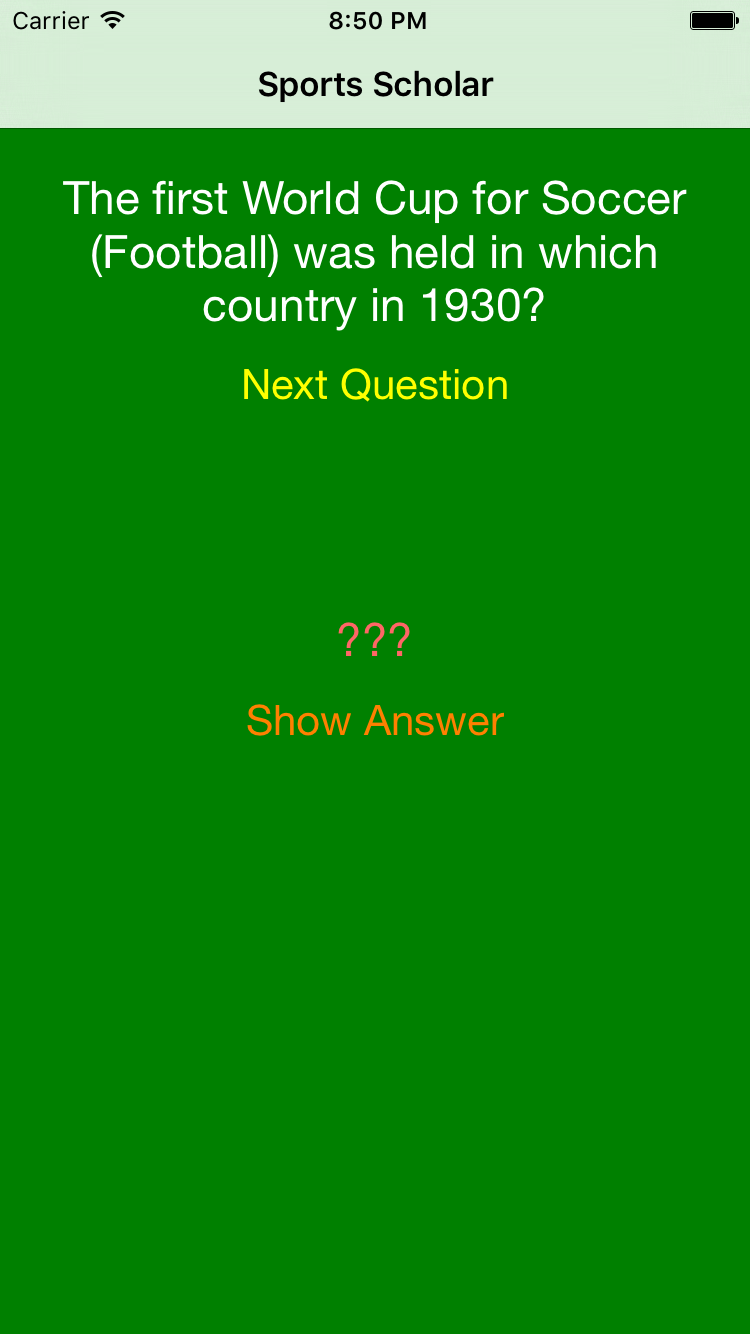 Carrier 8:50 PM
Sports Scholar
The first World Cup for Soccer
(Football) was held in which
country in 1930?
Next Question
???
Show Answer